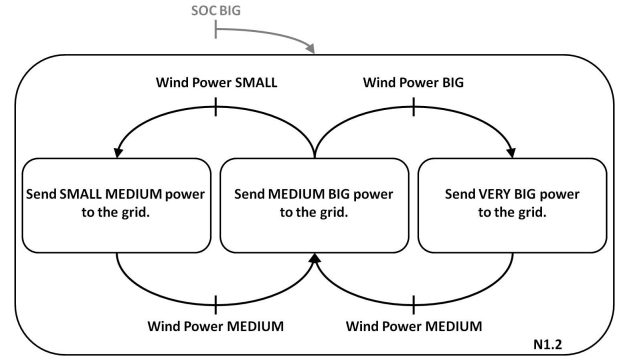 SOC BIG
Wind Power SMALL
Wind Power BIG
Send SMALL MEDIUM power
to the grid.
Send MEDIUM BIG power
to the grid.
Send VERY BIG power
to the grid.
Wind Power MEDIUM
Wind Power MEDIUM
N1.2